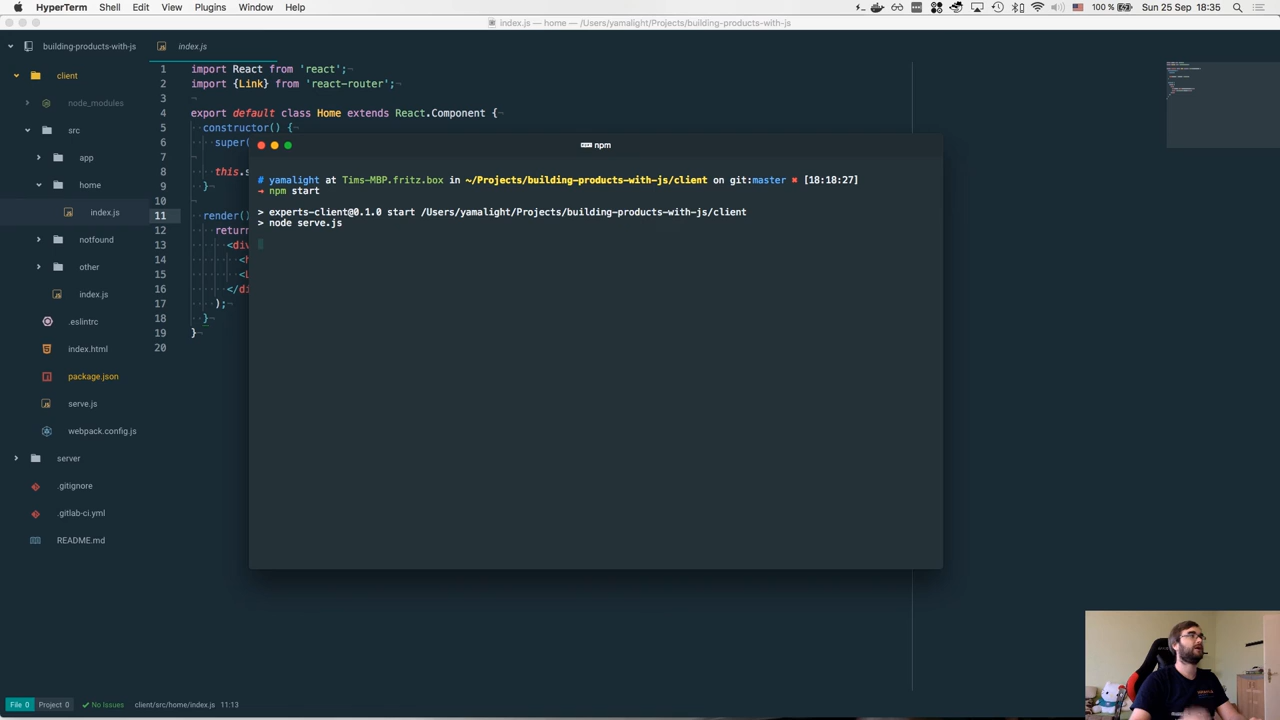 HyperTerm Shell Edit View Plugins Window Help 100 % Sun 25 Sep 18:35
index.js — home — /Users/yamalight/Projects/building-products-with-js
building-products-with-js
index.js
client
node_modules
src
app
home
index.js
notfound
other
index.js
.eslintrc
index.html
package.json
serve.js
webpack.config.js
server
.gitignore
.gitlab-ci.yml
README.md
1 import React from 'react';¬
2 import {Link} from 'react-router';¬
3
4 export default class Home extends React.Component {¬
5 constructor() {¬
6 super(
7
8 this.s
9 }¬
10
11 render()
12 return
13 <div
14 <h
15 <L
16 </di
17 );¬
18 }¬
19 }¬
20
npm
# yamalight at Tims-MBP.fritz.box in ~/Projects/building-products-with-js/client on git:master ✖ [18:18:27]
→ npm start
> experts-client@0.1.0 start /Users/yamalight/Projects/building-products-with-js/client
> node serve.js
File 0 Project 0 ✓ No Issues client/src/home/index.js 11:13